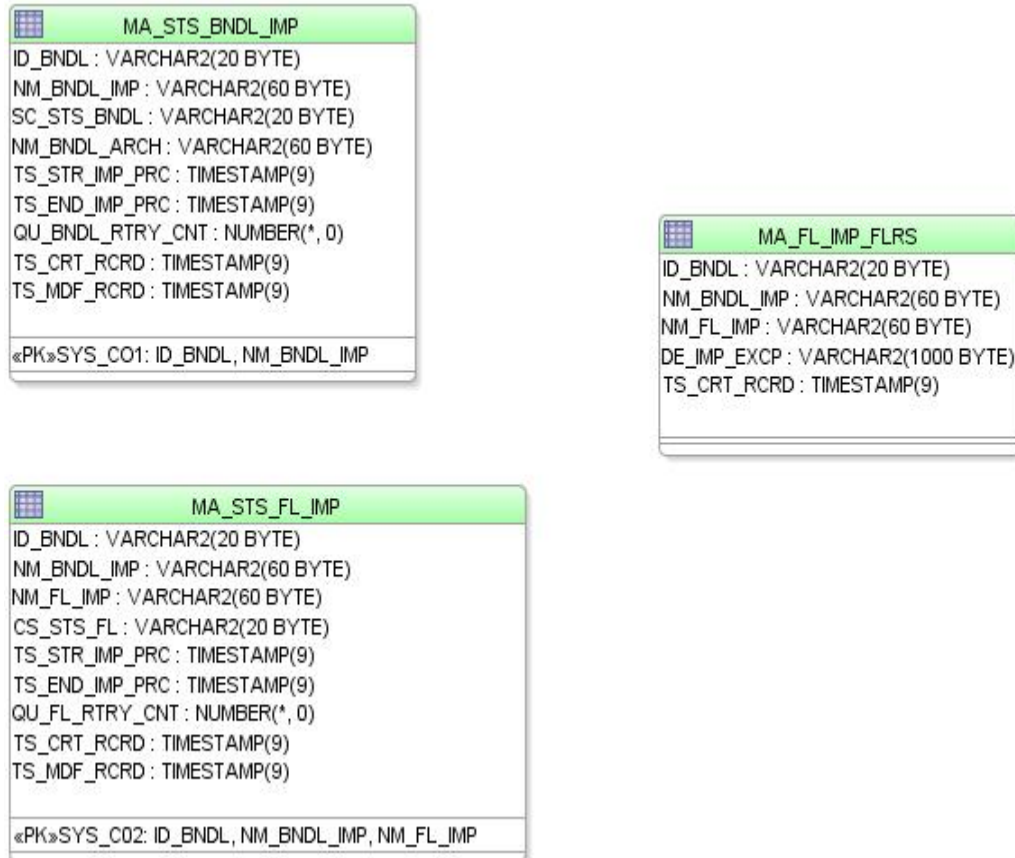 MA_STS_BNDL_IMP
ID_BNDL : VARCHAR2(20 BYTE)
NM_BNDL_IMP : VARCHAR2(60 BYTE)
SC_STS_BNDL : VARCHAR2(20 BYTE)
NM_BNDL_ARCH : VARCHAR2(60 BYTE)
TS_STR_IMP_PRC : TIMESTAMP(9)
TS_END_IMP_PRC : TIMESTAMP(9)
QU_BNDL_RTRY_CNT : NUMBER(*, 0)
TS_CRT_RCRD : TIMESTAMP(9)
TS_MDF_RCRD : TIMESTAMP(9)
«PK»SYS_CO1: ID_BNDL, NM_BNDL_IMP
MA_FL_IMP_FLRS
ID_BNDL : VARCHAR2(20 BYTE)
NM_BNDL_IMP : VARCHAR2(60 BYTE)
NM_FL_IMP : VARCHAR2(60 BYTE)
DE_IMP_EXCP : VARCHAR2(1000 BYTE)
TS_CRT_RCRD : TIMESTAMP(9)
MA_STS_FL_IMP
ID_BNDL : VARCHAR2(20 BYTE)
NM_BNDL_IMP : VARCHAR2(60 BYTE)
NM_FL_IMP : VARCHAR2(60 BYTE)
CS_STS_FL : VARCHAR2(20 BYTE)
TS_STR_IMP_PRC : TIMESTAMP(9)
TS_END_IMP_PRC : TIMESTAMP(9)
QU_FL_RTRY_CNT : NUMBER(*, 0)
TS_CRT_RCRD : TIMESTAMP(9)
TS_MDF_RCRD : TIMESTAMP(9)
«PK»SYS_C02: ID_BNDL, NM_BNDL_IMP, NM_FL_IMP